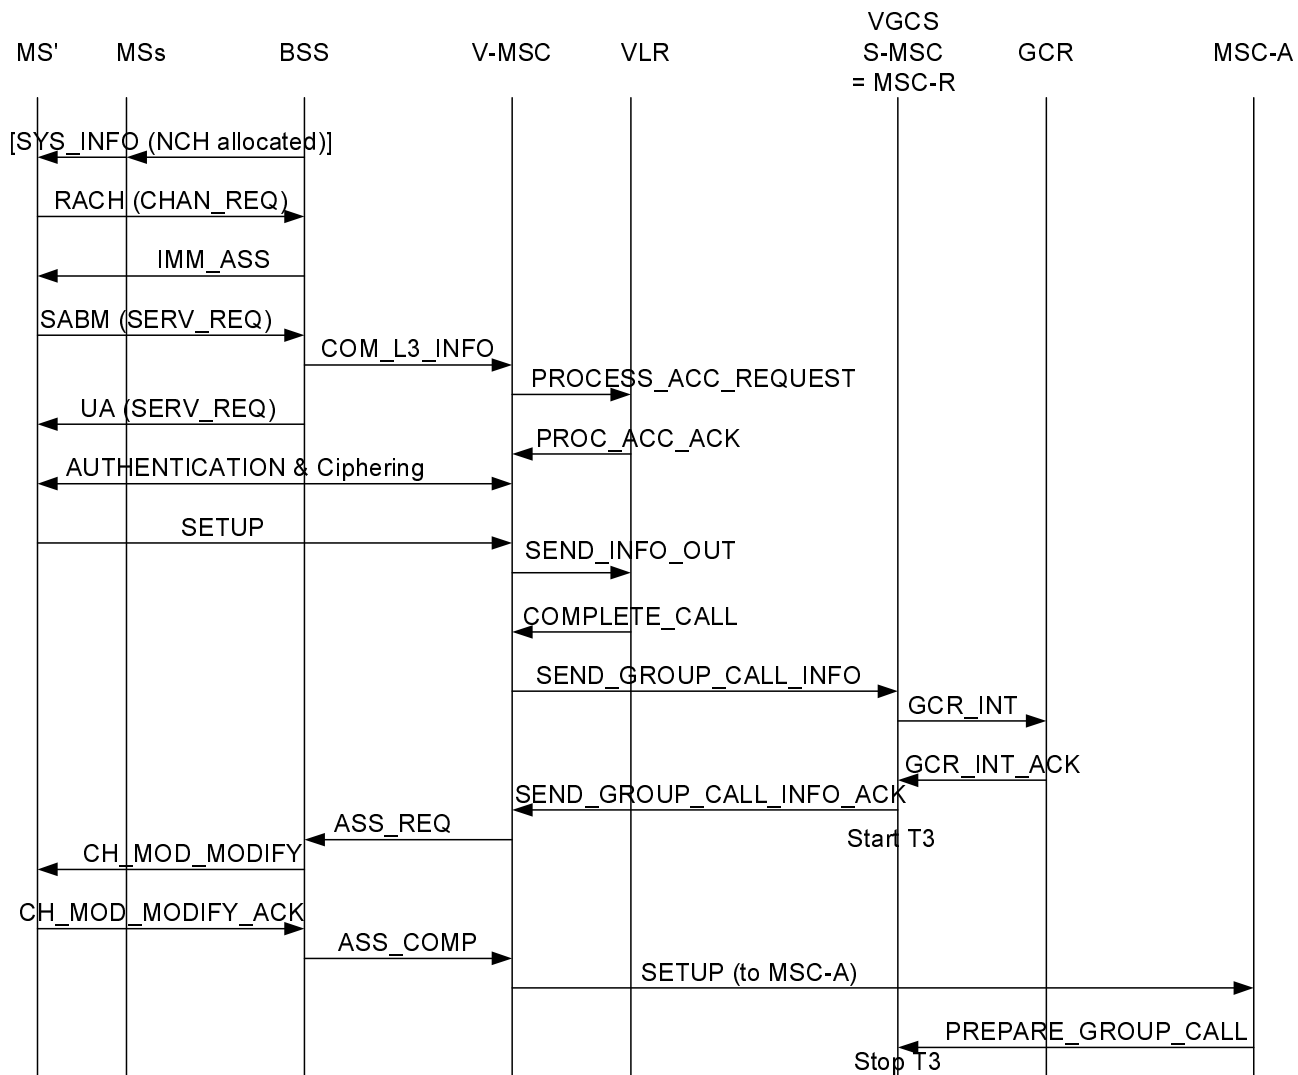 VGCS
MS' MSs BSS V-MSC VLR S-MSC GCR MSC-A
= MSC-R
[SYS_INFO (NCH allocated)]
RACH (CHAN_REQ)
IMM_ASS
SABM (SERV_REQ)
COM_L3_INFO
PROCESS_ACC_REQUEST
UA (SERV_REQ)
PROC_ACC_ACK
AUTHENTICATION & Ciphering
SETUP
SEND_INFO_OUT
COMPLETE_CALL
SEND_GROUP_CALL_INFO
GCR_INT
GCR_INT_ACK
SEND_GROUP_CALL_INFO_ACK
ASS_REQ
Start T3
CH_MOD_MODIFY
CH_MOD_MODIFY_ACK
ASS_COMP
SETUP (to MSC-A)
PREPARE_GROUP_CALL
Stop T3